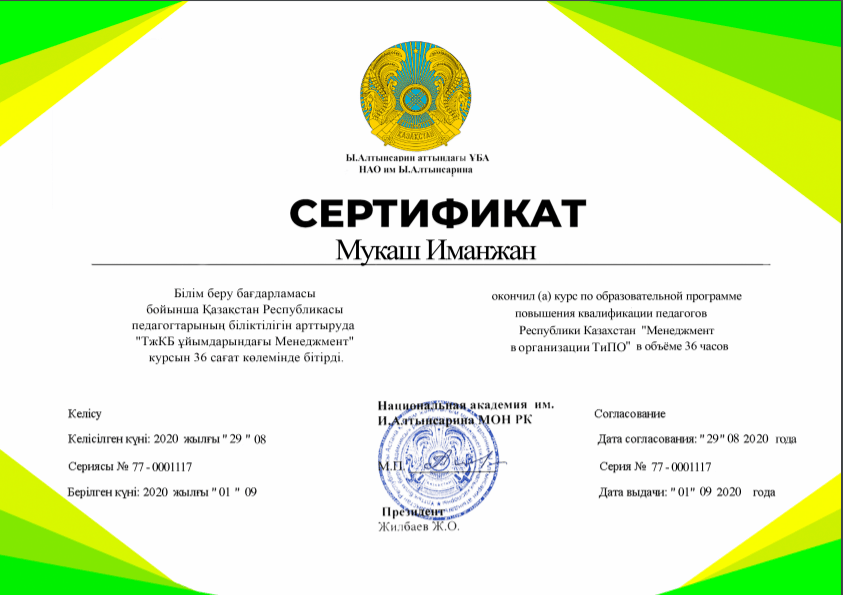 ҚАЗАҚСТАН
Ы.Алтынсарин аттындағы ҰБА
НАО им Ы.Алтынсарина
СЕРТИФИКАТ
Мукаш Иманжан
Білім беру бағдарламасы
бойынша Қазақстан Республикасы
педагогтарының біліктілігін арттыруда
"ТжКБ ұйымдарындағы Менеджмент"
курсын 36 сағат көлемінде бітірді.
окончил (а) курс по образовательной программе
повышения квалификации педагогов
Республики Казахстан "Менеджмент
в организации ТиПО" в объёме 36 часов
Келісу
Келісілген күні: 2020 жылғы " 29 " 08
Сериясы № 77 - 0001117
Берілген күні: 2020 жылғы " 01 " 09
Национальная академия им.
И.Алтынсарина МОН РК
М.П.
Президент
Жилбаев Ж.О.
Согласование
Дата согласования: " 29" 08 2020 года
Серия № 77 - 0001117
Дата выдачи: " 01" 09 2020 года